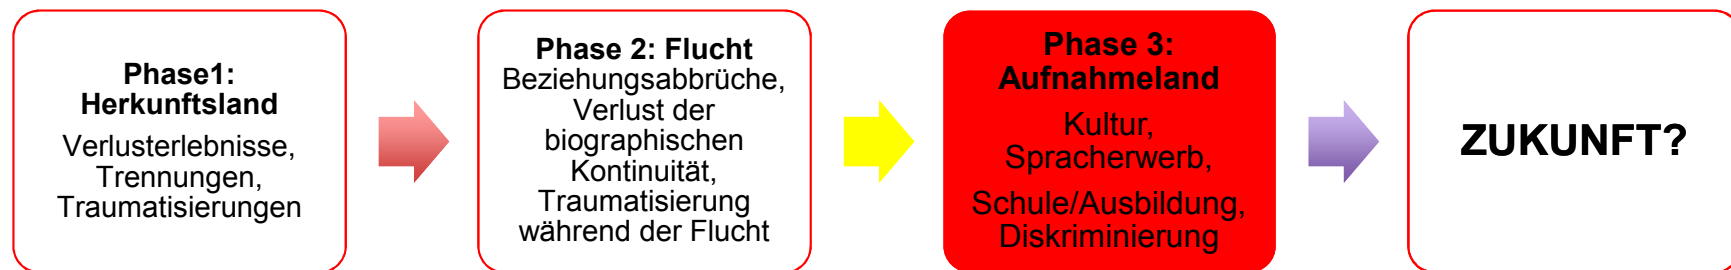 Phase1:
Herkunftsland
Verlusterlebnisse,
Trennungen,
Traumatisierungen
Phase 2: Flucht
Beziehungsabbrüche,
Verlust der
biographischen
Kontinuität,
Traumatisierung
während der Flucht
Phase 3:
Aufnahmeland
Kultur,
Spracherwerb,
Schule/Ausbildung,
Diskriminierung
ZUKUNFT?